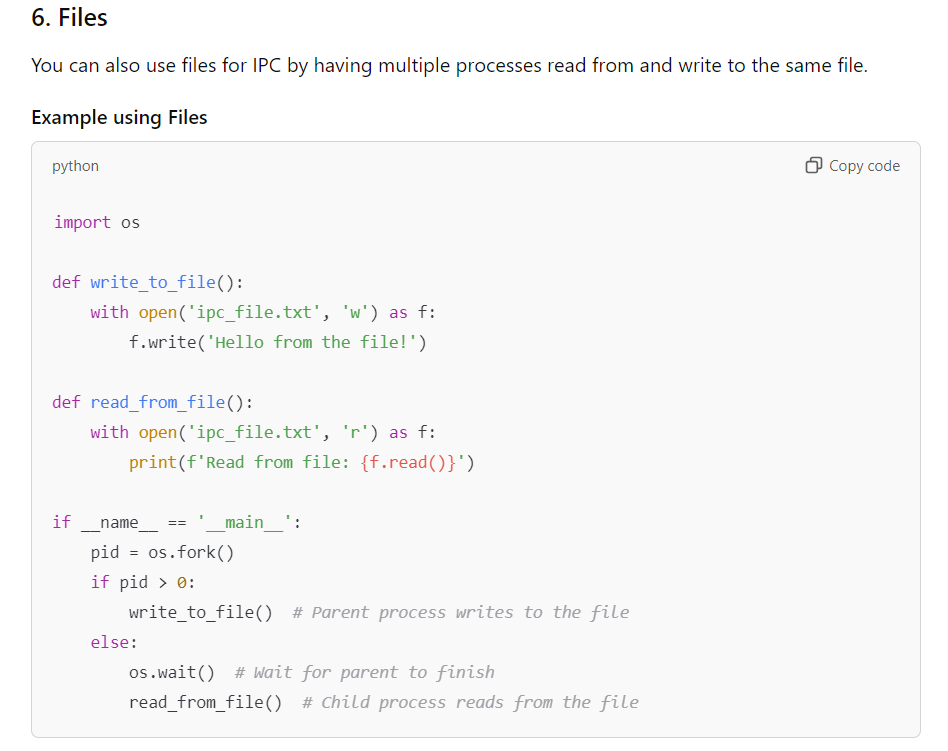 6. Files
You can also use files for IPC by having multiple processes read from and write to the same file.
Example using Files
python
Copy code
import os
def write_to_file():
    with open('ipc_file.txt', 'w') as f:
        f.write('Hello from the file!')
def read_from_file():
    with open('ipc_file.txt', 'r') as f:
        print(f'Read from file: {f.read()}')
if __name__ == '__main__':
    pid = os.fork()
    if pid > 0:
        write_to_file()  # Parent process writes to the file
    else:
        os.wait()  # Wait for parent to finish
        read_from_file()  # Child process reads from the file